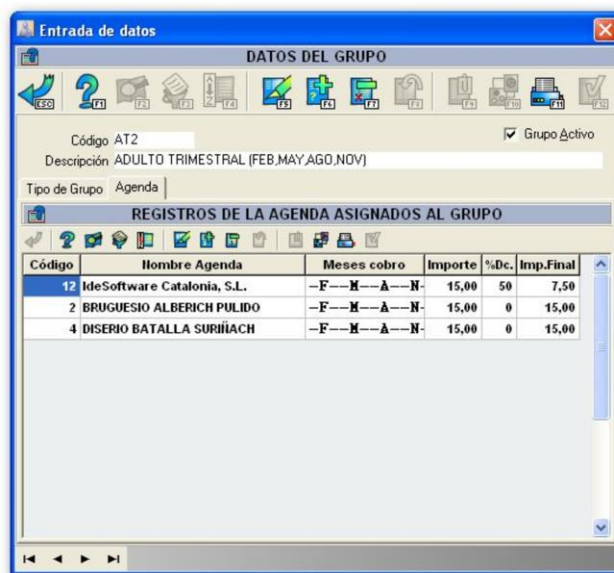 Entrada de datos
DATOS DEL GRUPO
ESC F1 F2 F3 F4 F5 F6 F7 F8 F9 F10 F11 F12
Código AT2 Grupo Activo
Descripción ADULTO TRIMESTRAL (FEB,MAY,AGO,NOV)
Tipo de Grupo Agenda
REGISTROS DE LA AGENDA ASIGNADOS AL GRUPO
Código Nombre Agenda Meses cobro Importe %Dc. Imp.Final
12 IdeSoftware Catalonia, S.L. -F--M--A--N- 15,00 50 7,50
2 BRUGUESIO ALBERICH PULIDO -F--M--A--N- 15,00 0 15,00
4 DISERIO BATALLA SURIÑACH -F--M--A--N- 15,00 0 15,00